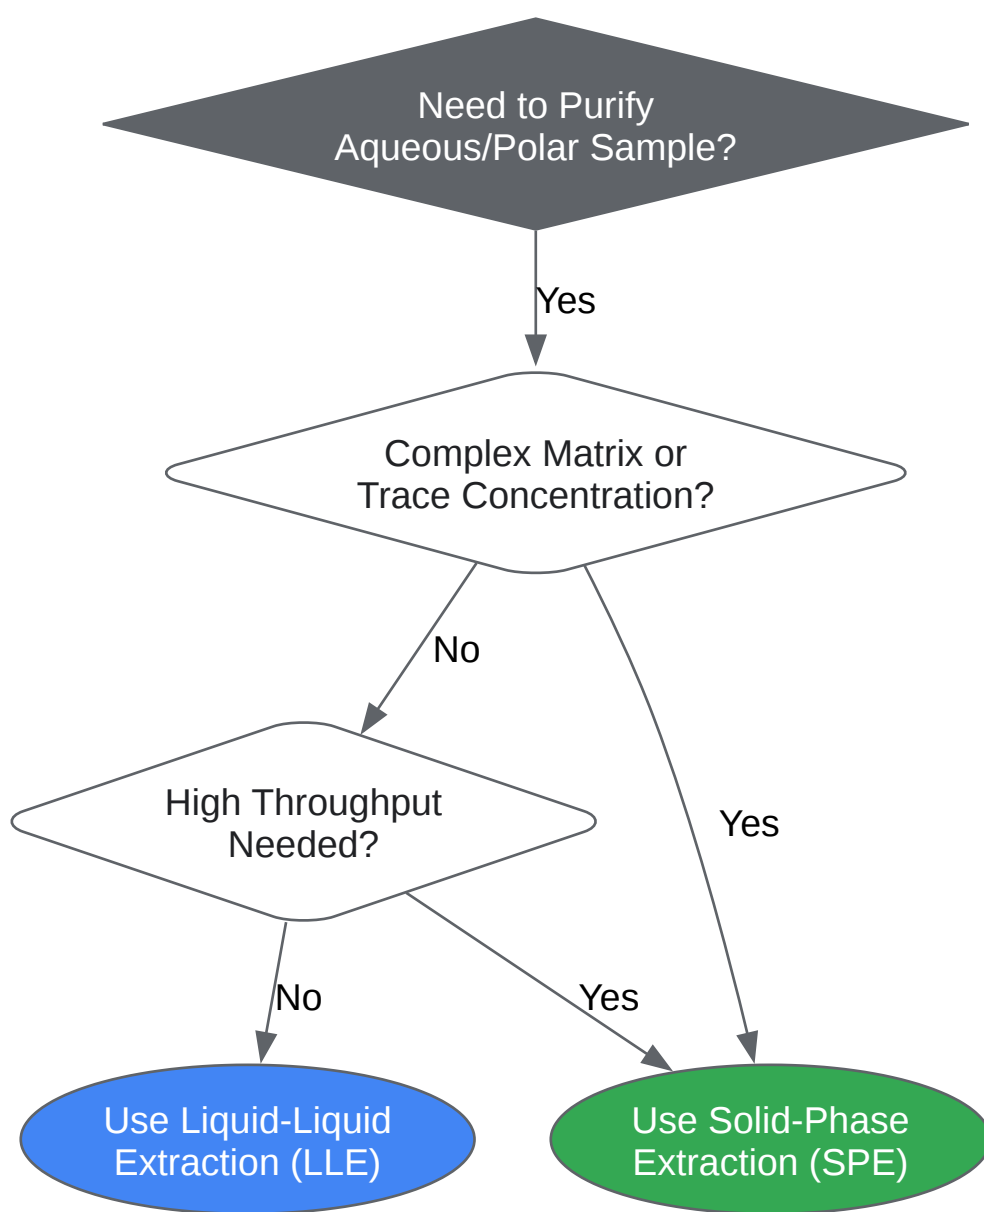 Need to Purify
Aqueous/Polar Sample?
Yes
Complex Matrix or
Trace Concentration?
No
High Throughput
Needed?
Yes
No
Yes
Use Liquid-Liquid
Extraction (LLE)
Use Solid-Phase
Extraction (SPE)